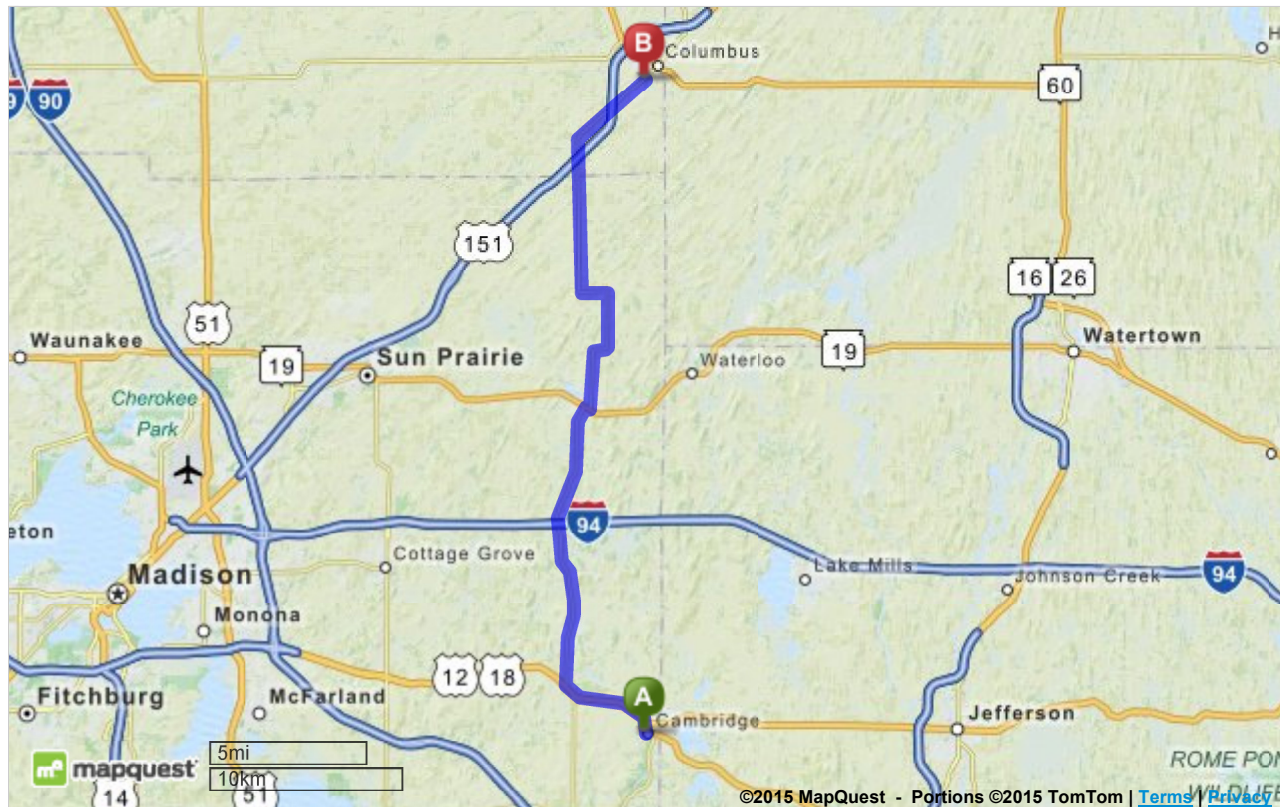 B
Columbus
90
60
151
16 26
51
Waunakee
19
Sun Prairie
Cherokee
Park
Waterloo
19
Watertown
94
eton
Cottage Grove
Madison
Lake Mills
Johnson Creek
94
Monona
12 18
Fitchburg
McFarland
A
Cambridge
Jefferson
mapquest
5mi
10km
14
51
ROME PON
WILDLIFE
©2015 MapQuest - Portions ©2015 TomTom | Terms | Privacy